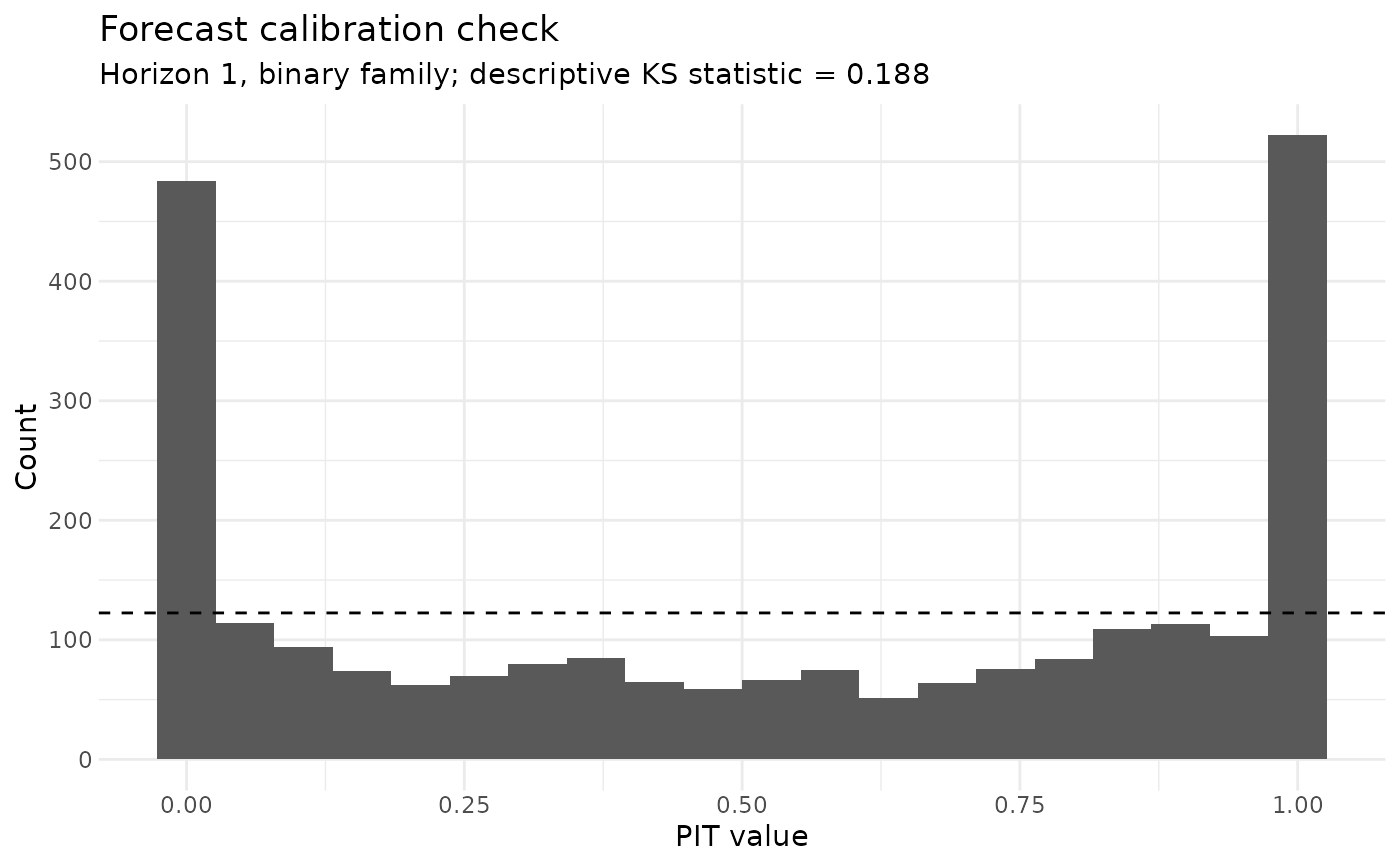 Forecast calibration check
Horizon 1, binary family; descriptive KS statistic = 0.188
Count
500
400
300
200
100
0
0.00 0.25 0.50 0.75 1.00
PIT value